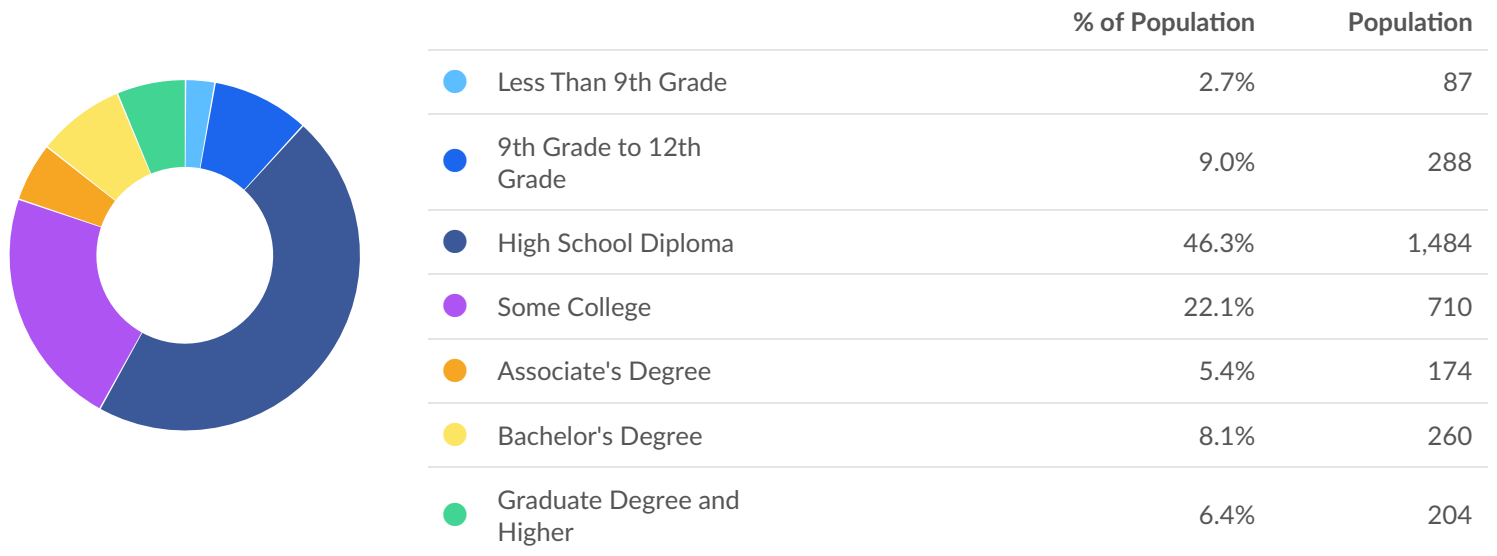 % of Population Population
Less Than 9th Grade 2.7% 87
9th Grade to 12th
Grade 9.0% 288
High School Diploma 46.3% 1,484
Some College 22.1% 710
Associate's Degree 5.4% 174
Bachelor's Degree 8.1% 260
Graduate Degree and
Higher 6.4% 204